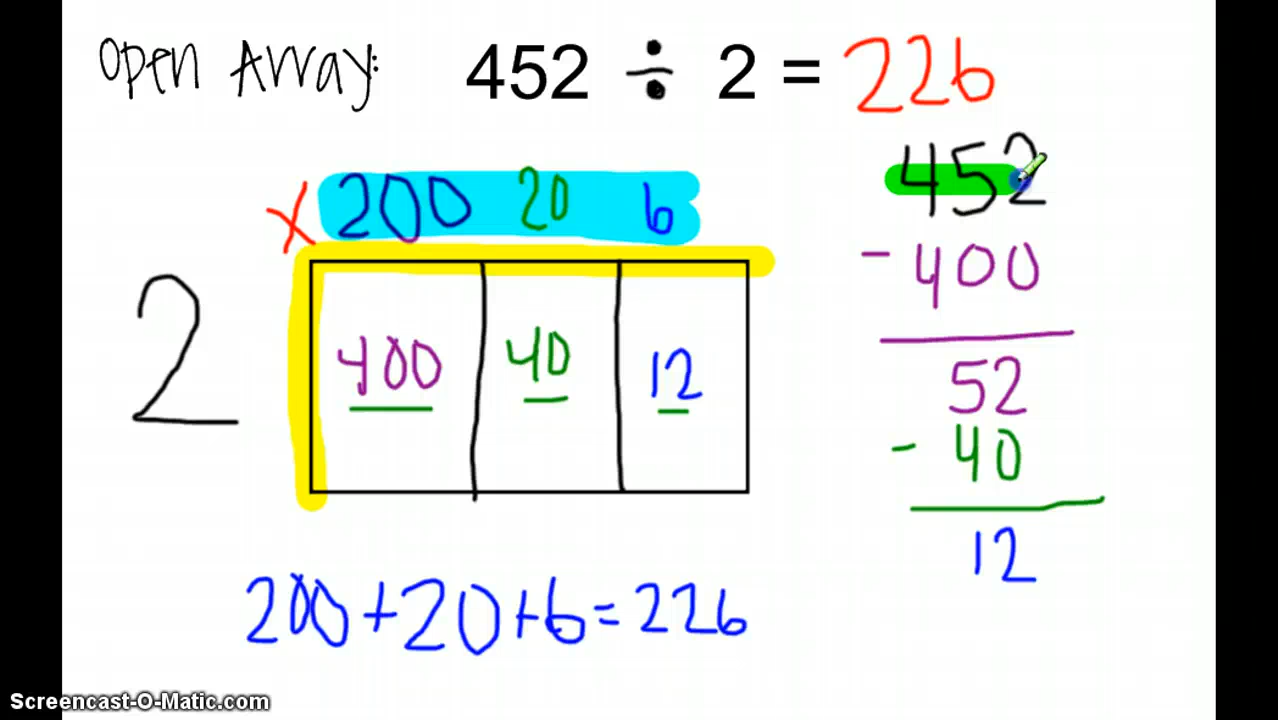 Open Array: 452 ÷ 2 = 226
x 200 20 6
2
400 40 12
200+20+6=226
452
- 400
52
- 40
12
Screencast-O-Matic.com